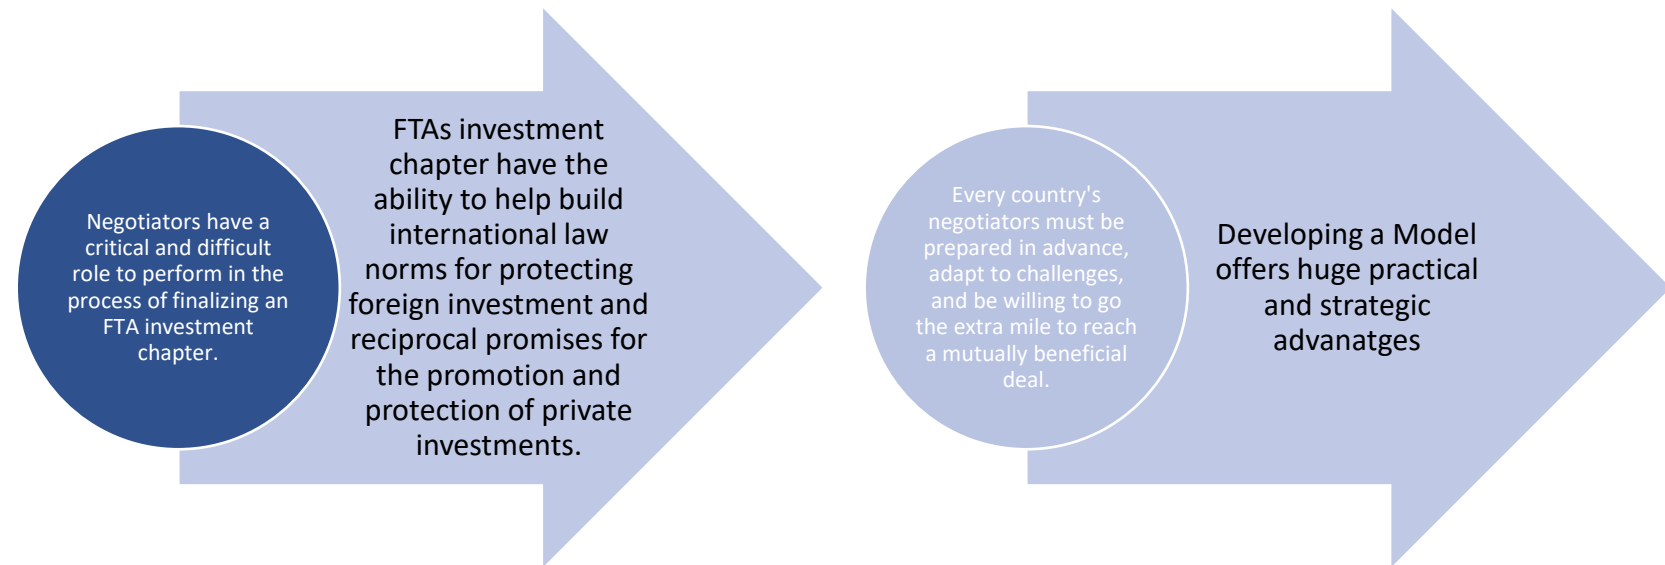 Negotiators have a
critical and difficult
role to perform in the
process of finalizing an
FTA investment
chapter.
FTAs investment
chapter have the
ability to help build
international law
norms for protecting
foreign investment and
reciprocal promises for
the promotion and
protection of private
investments.
Every country's
negotiators must be
prepared in advance,
adapt to challenges,
and be willing to go
the extra mile to reach
a mutually beneficial
deal.
Developing a Model
offers huge practical
and strategic
advanatges